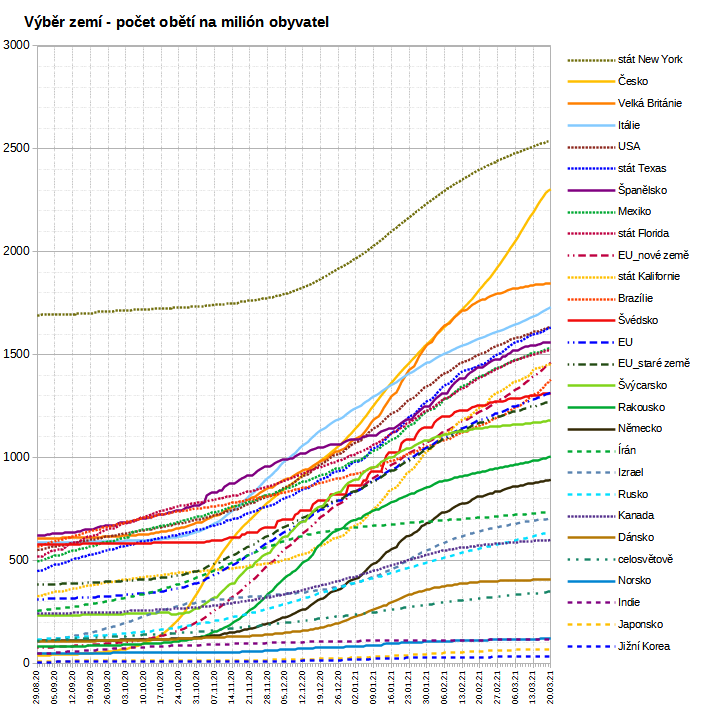 Výběr zemí - počet obětí na milión obyvatel
3000
2500
2000
1500
1000
500
0
29.08.20
05.09.20
12.09.20
19.09.20
26.09.20
03.10.20
10.10.20
17.10.20
24.10.20
31.10.20
07.11.20
14.11.20
21.11.20
28.11.20
05.12.20
12.12.20
19.12.20
26.12.20
02.01.21
09.01.21
16.01.21
23.01.21
30.01.21
06.02.21
13.02.21
20.02.21
27.02.21
06.03.21
13.03.21
20.03.21
stát New York
Česko
Velká Británie
Itálie
USA
stát Texas
Španělsko
Mexiko
stát Florida
EU_nové země
stát Kalifornie
Brazílie
Švédsko
EU
EU_staré země
Švýcarsko
Rakousko
Německo
Írán
Izrael
Rusko
Kanada
Dánsko
celosvětově
Norsko
Indie
Japonsko
Jižní Korea